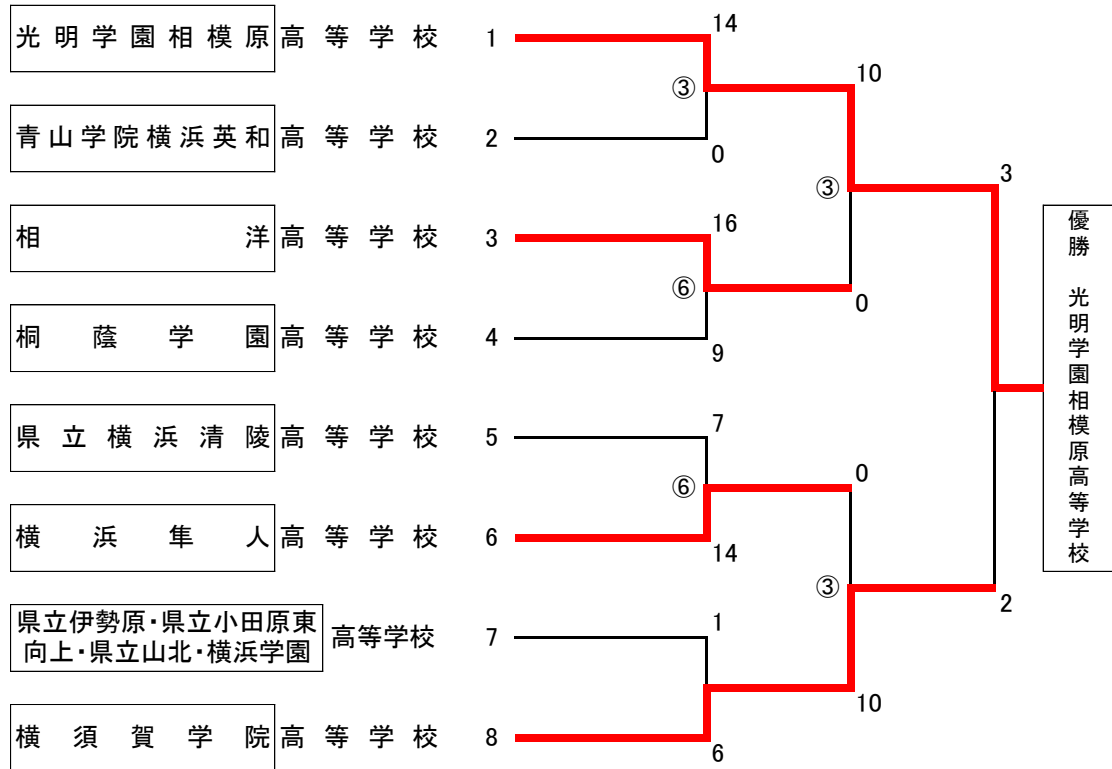 光明学園相模原 高等学校 1
14
③
10
青山学院横浜英和 高等学校 2
0
③
3
相洋 高等学校 3
16
⑥
0
桐蔭学園 高等学校 4
9
優勝 光明学園相模原高等学校
県立横浜清陵 高等学校 5
7
⑥
0
横浜隼人 高等学校 6
14
③
2
県立伊勢原・県立小田原東
向上・県立山北・横浜学園
高等学校 7
1
10
横須賀学院 高等学校 8
6